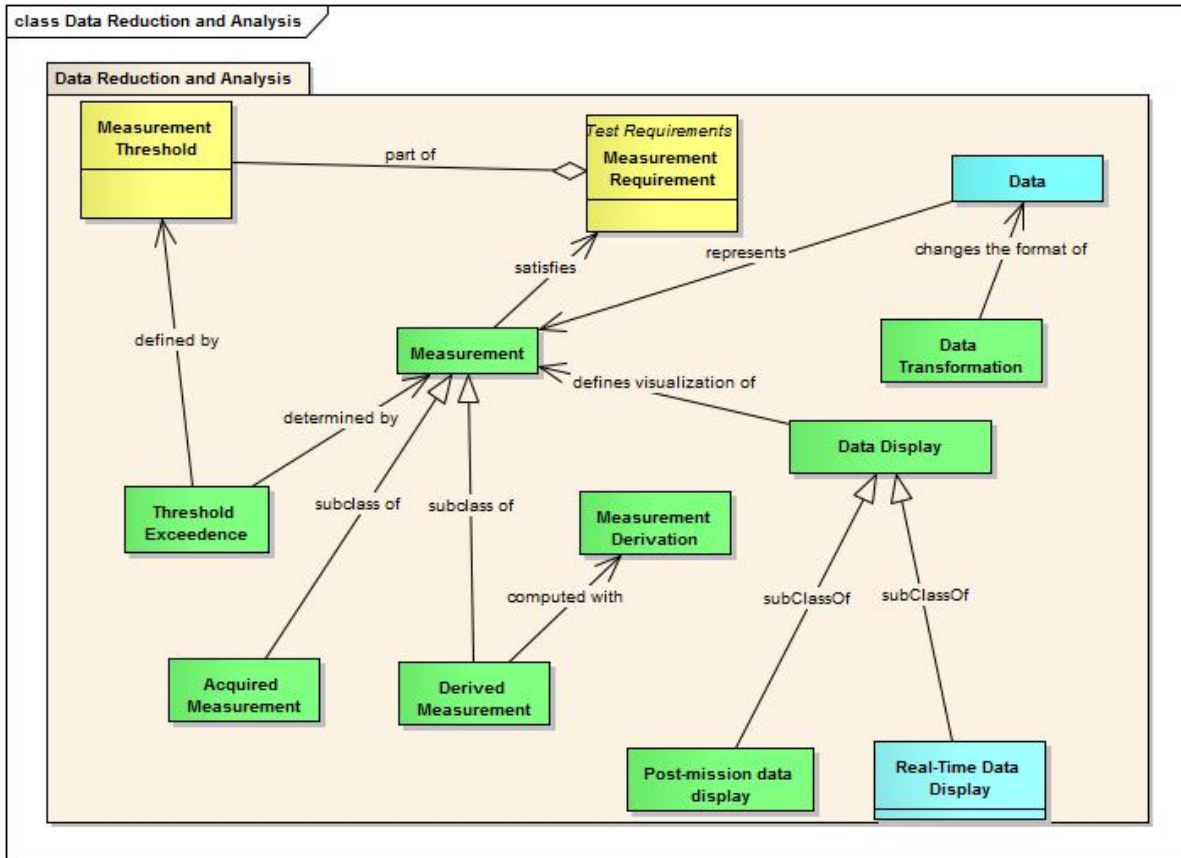 class Data Reduction and Analysis
Data Reduction and Analysis
Measurement
Threshold
part of
Test Requirements
Measurement
Requirement
Data
changes the format of
represents
satisfies
defined by
Measurement
Data
Transformation
defines visualization of
determined by
Data Display
Threshold
Exceedence
subclass of
subclass of
Measurement
Derivation
computed with
subClassOf
subClassOf
Acquired
Measurement
Derived
Measurement
Post-mission data
display
Real-Time Data
Display